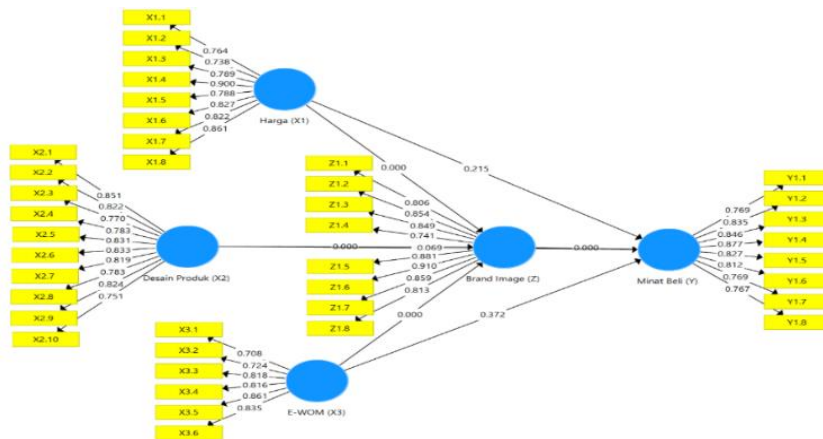 X1.1
X1.2
X1.3
X1.4
X1.5
X1.6
X1.7
X1.8
0.764
0.738
0.789
0.900
0.788
0.827
0.822
0.861
Harga (X1)
X2.1
X2.2
X2.3
X2.4
X2.5
X2.6
X2.7
X2.8
X2.9
X2.10
0.851
0.822
0.770
0.783
0.831
0.833
0.819
0.783
0.824
0.751
Desain Produk (X2)
X3.1
X3.2
X3.3
X3.4
X3.5
X3.6
0.708
0.724
0.818
0.816
0.861
0.835
E-WOM (X3)
Z1.1
Z1.2
Z1.3
Z1.4
Z1.5
Z1.6
Z1.7
Z1.8
0.806
0.854
0.849
0.741
0.881
0.910
0.859
0.813
Brand Image (Z)
0.000
0.215
0.000
0.069
0.000
0.000
0.372
Y1.1
Y1.2
Y1.3
Y1.4
Y1.5
Y1.6
Y1.7
Y1.8
0.769
0.835
0.846
0.877
0.827
0.812
0.769
0.767
Minat Beli (Y)